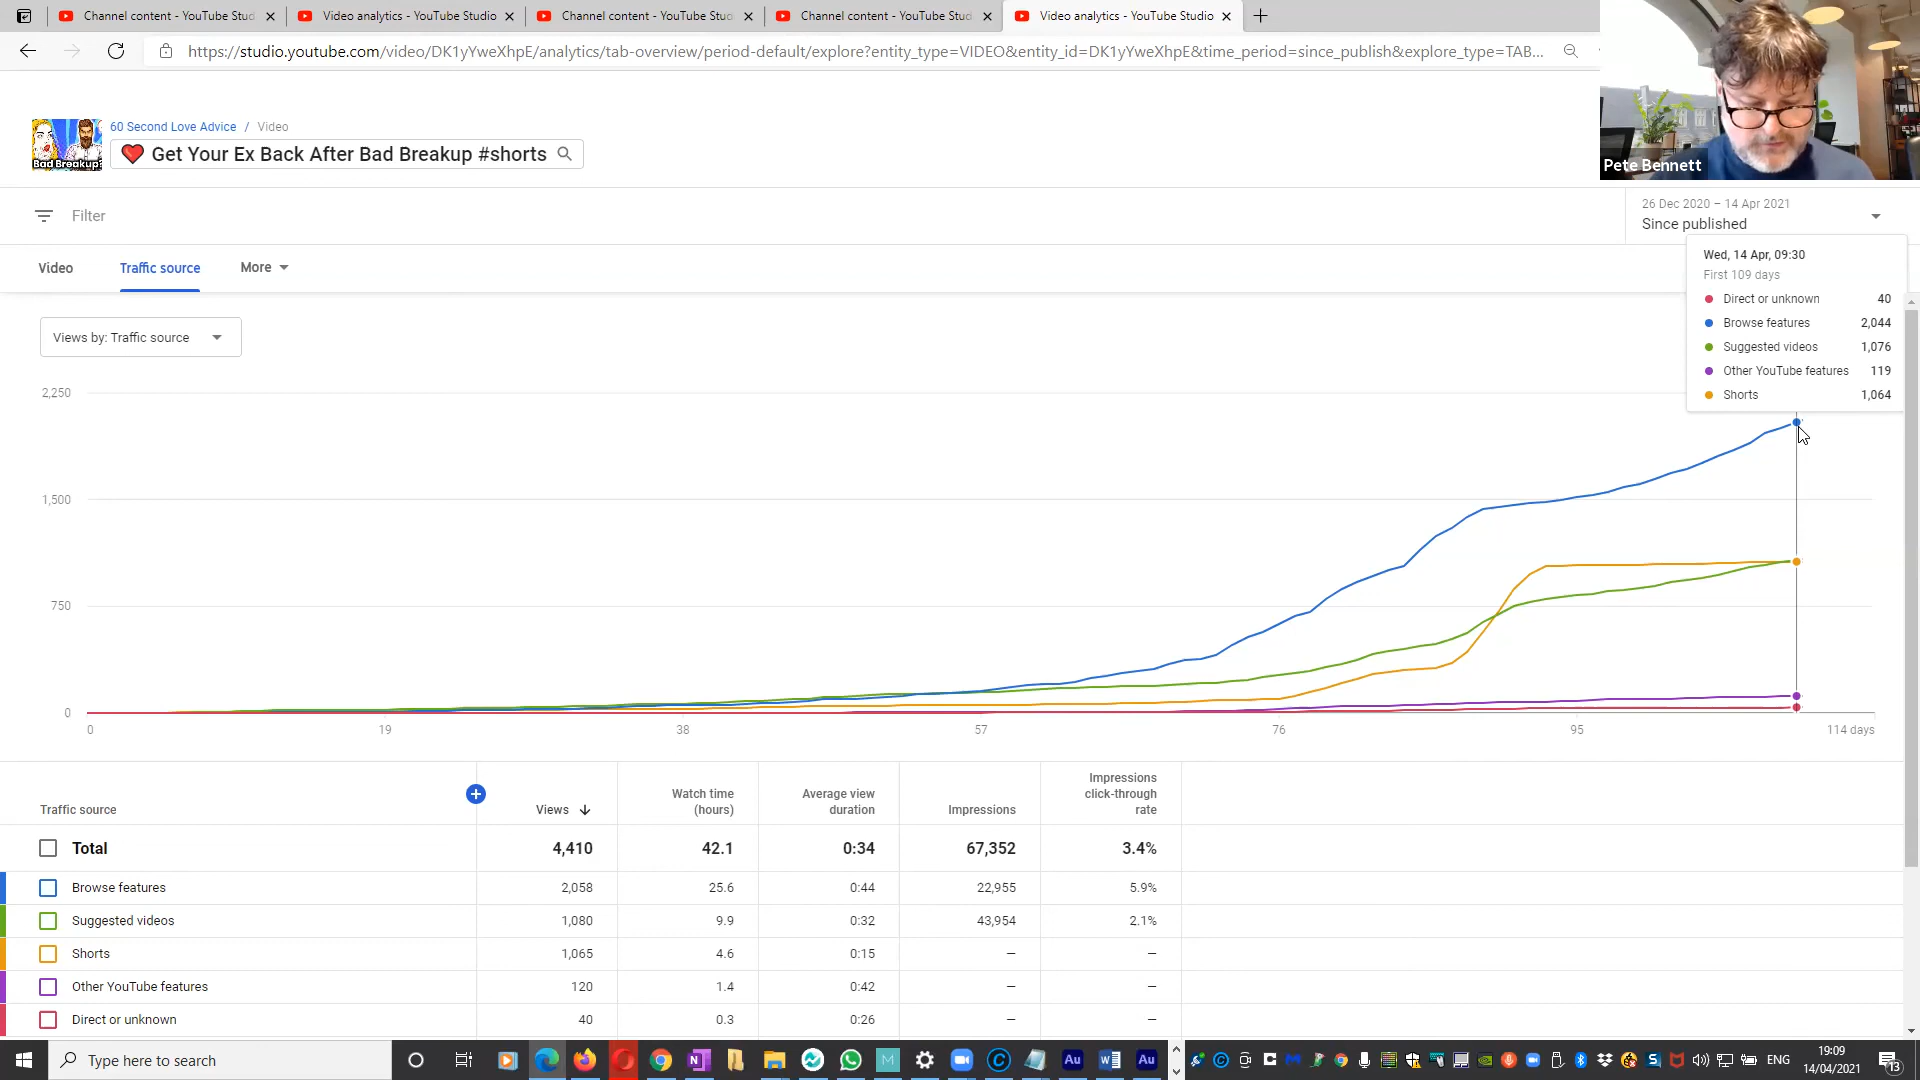 Channel content - YouTube Stud
Video analytics - YouTube Studio
Channel content - YouTube Stud
Channel content - YouTube Stud
Video analytics - YouTube Studio
https://studio.youtube.com/video/DK1yYweXhpE/analytics/tab-overview/period-default/explore?entity_type=VIDEO&entity_id=DK1yYweXhpE&time_period=since_publish&explore_type=TAB...
Pete Bennett
60 Second Love Advice / Video
Bad Breakup?
Get Your Ex Back After Bad Breakup #shorts
Filter
26 Dec 2020 – 14 Apr 2021
Since published
Video
Traffic source
More
Wed, 14 Apr, 09:30
First 109 days
Direct or unknown 40
Browse features 2,044
Suggested videos 1,076
Other YouTube features 119
Shorts 1,064
Views by: Traffic source
2,250
1,500
750
0
0 19 38 57 76 95 114 days
Traffic source Views Watch time (hours) Average view duration Impressions Impressions click-through rate
Total 4,410 42.1 0:34 67,352 3.4%
Browse features 2,058 25.6 0:44 22,955 5.9%
Suggested videos 1,080 9.9 0:32 43,954 2.1%
Shorts 1,065 4.6 0:15 — —
Other YouTube features 120 1.4 0:42 — —
Direct or unknown 40 0.3 0:26 — —
Type here to search
ENG
19:09
14/04/2021
13